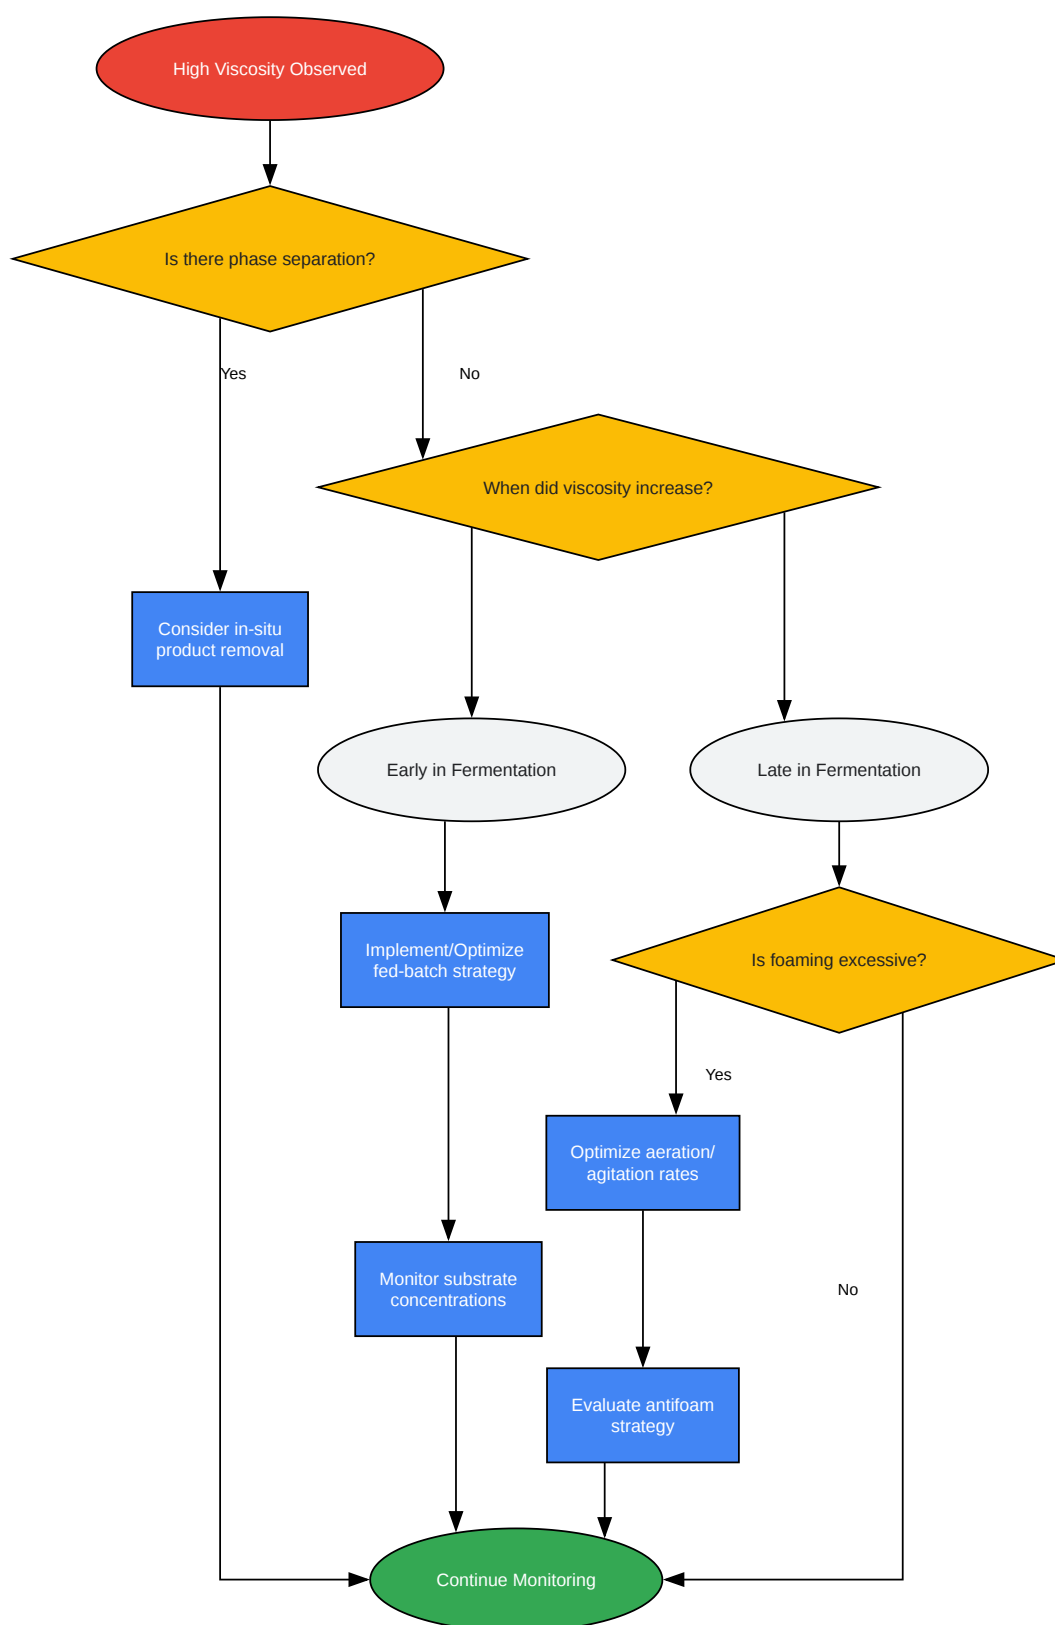 High Viscosity Observed
Is there phase separation?
Yes
No
When did viscosity increase?
Consider in-situ
product removal
Early in Fermentation
Late in Fermentation
Implement/Optimize
fed-batch strategy
Is foaming excessive?
Yes
Optimize aeration/
agitation rates
Monitor substrate
concentrations
No
Evaluate antifoam
strategy
Continue Monitoring